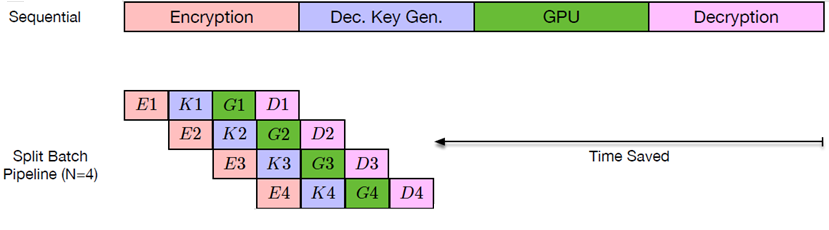 Sequential Encryption Dec. Key Gen. GPU Decryption
E1 K1 G1 D1
E2 K2 G2 D2
Split Batch
Pipeline (N=4)
E3 K3 G3 D3
E4 K4 G4 D4
Time Saved